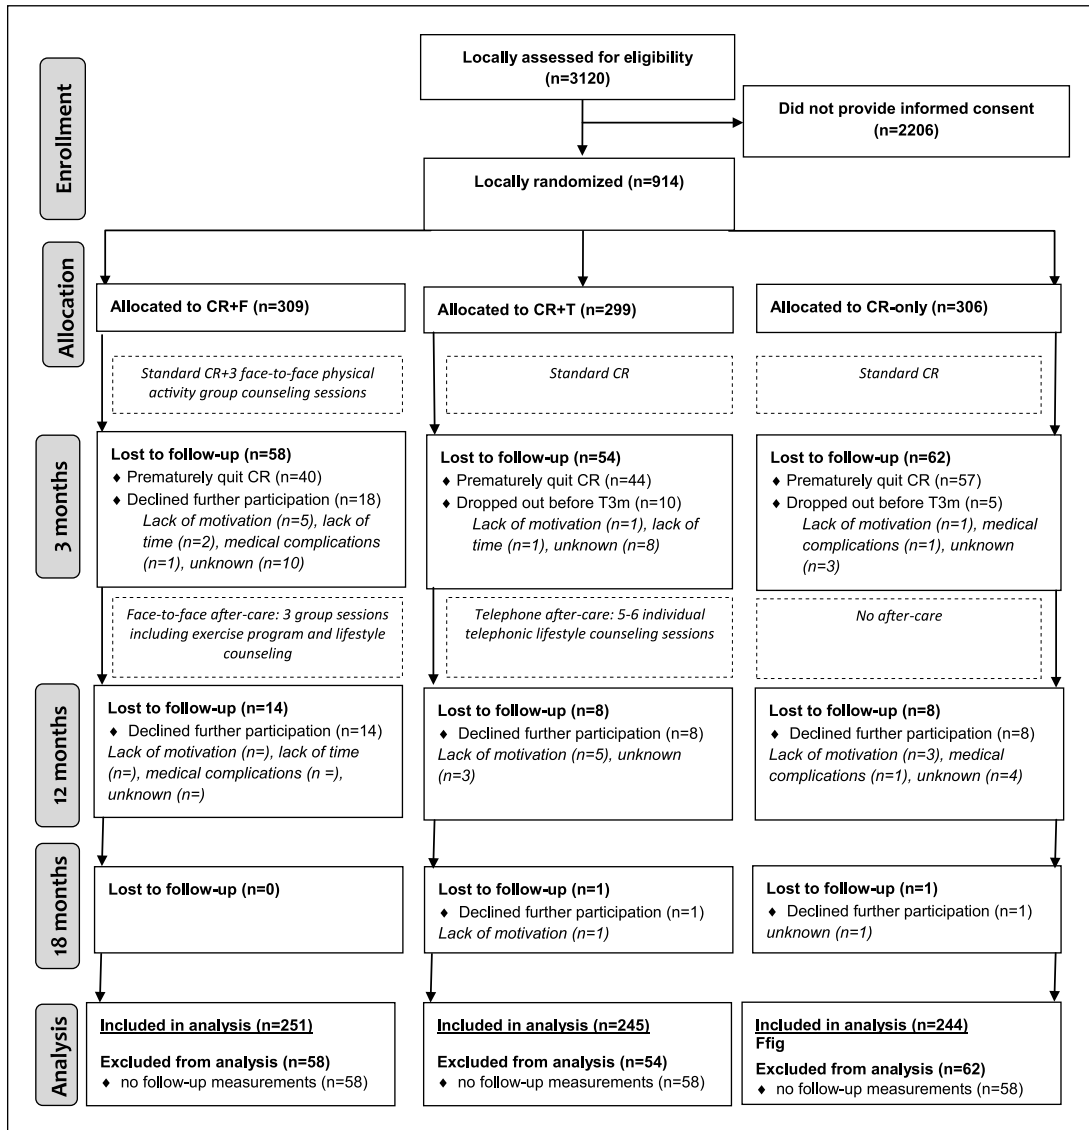 Enrollment
Locally assessed for eligibility
(n=3120)
Did not provide informed consent
(n=2206)
Locally randomized (n=914)
Allocation
Allocated to CR+F (n=309)
Allocated to CR+T (n=299)
Allocated to CR-only (n=306)
Standard CR+3 face-to-face physical
activity group counseling sessions
Standard CR
Standard CR
3 months
Lost to follow-up (n=58)
♦ Prematurely quit CR (n=40)
♦ Declined further participation (n=18)
Lack of motivation (n=5), lack of
time (n=2), medical complications
(n=1), unknown (n=10)
Lost to follow-up (n=54)
♦ Prematurely quit CR (n=44)
♦ Dropped out before T3m (n=10)
Lack of motivation (n=1), lack of
time (n=1), unknown (n=8)
Lost to follow-up (n=62)
♦ Prematurely quit CR (n=57)
♦ Dropped out before T3m (n=5)
Lack of motivation (n=1), medical
complications (n=1), unknown
(n=3)
Face-to-face after-care: 3 group sessions
including exercise program and lifestyle
counseling
Telephone after-care: 5-6 individual
telephonic lifestyle counseling sessions
No after-care
12 months
Lost to follow-up (n=14)
♦ Declined further participation (n=14)
Lack of motivation (n=), lack of time
(n=), medical complications (n =),
unknown (n=)
Lost to follow-up (n=8)
♦ Declined further participation (n=8)
Lack of motivation (n=5), unknown
(n=3)
Lost to follow-up (n=8)
♦ Declined further participation (n=8)
Lack of motivation (n=3), medical
complications (n=1), unknown (n=4)
18 months
Lost to follow-up (n=0)
Lost to follow-up (n=1)
♦ Declined further participation (n=1)
Lack of motivation (n=1)
Lost to follow-up (n=1)
♦ Declined further participation (n=1)
unknown (n=1)
Analysis
Included in analysis (n=251)
Excluded from analysis (n=58)
♦ no follow-up measurements (n=58)
Included in analysis (n=245)
Excluded from analysis (n=54)
♦ no follow-up measurements (n=58)
Included in analysis (n=244)
Ffig
Excluded from analysis (n=62)
♦ no follow-up measurements (n=58)